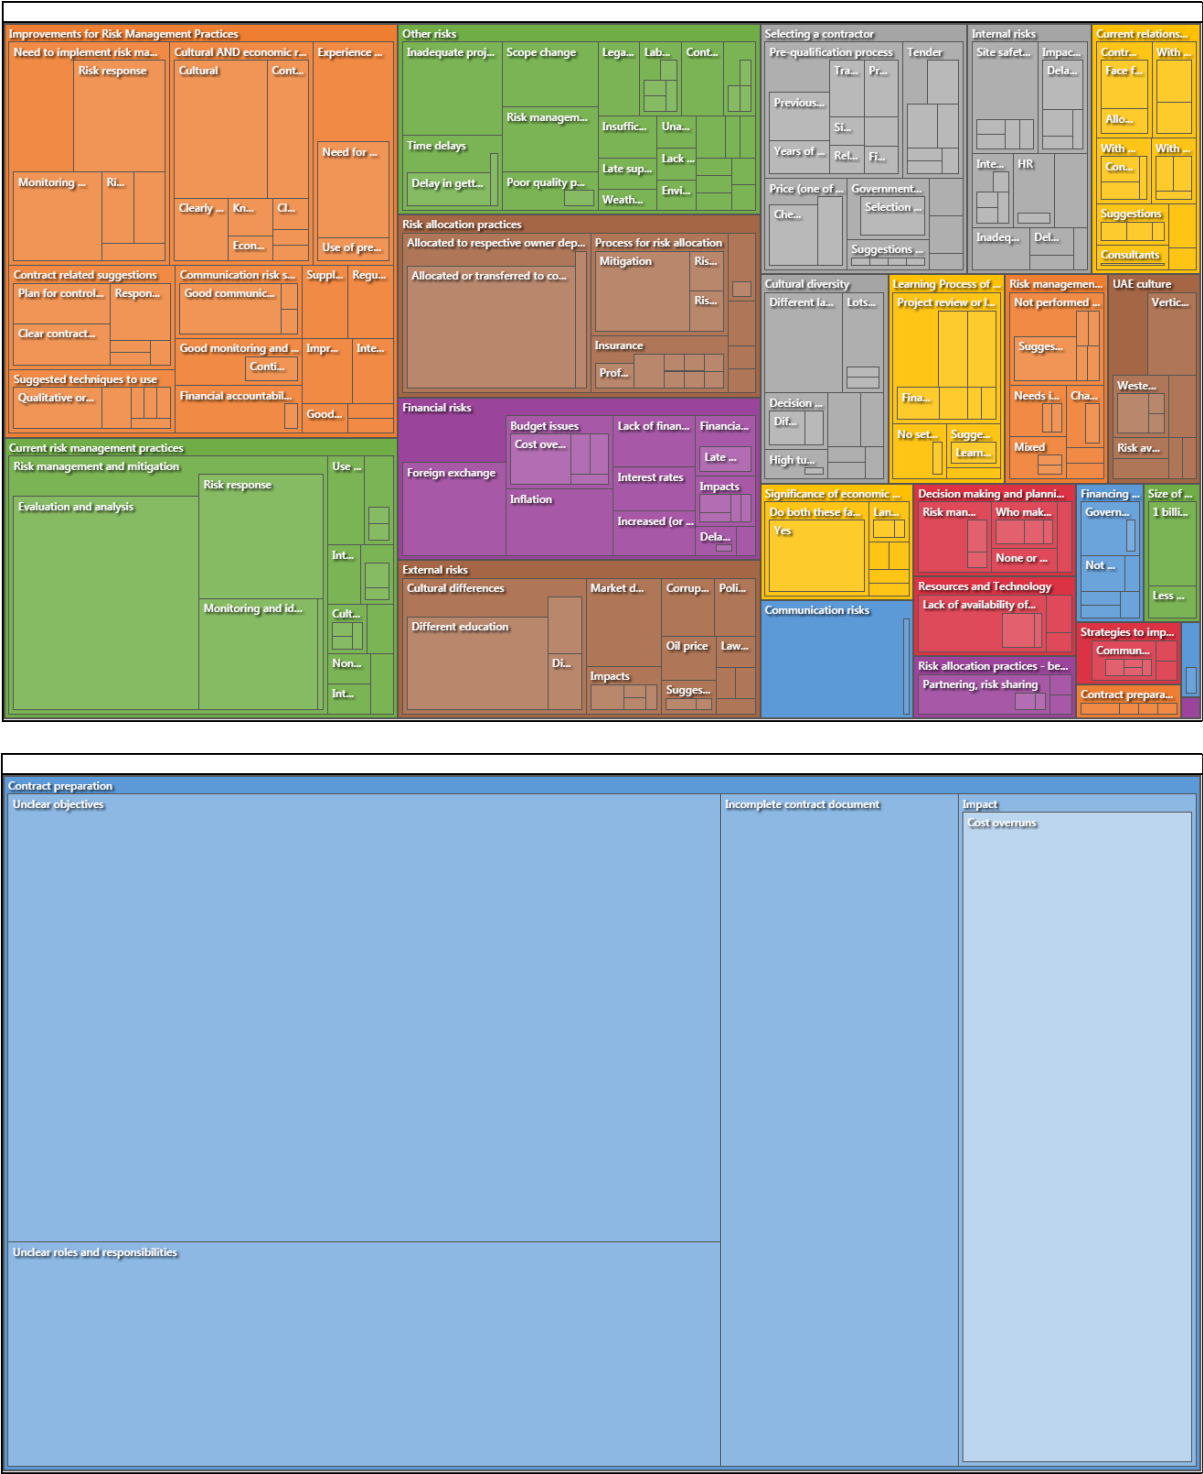 Improvements for Risk Management Practices
Need to implement risk ma...
Risk response
Monitoring ...
Ri...
Cultural AND economic r...
Cultural
Cont...
Clearly ...
Kn...
Econ...
Cl...
Experience ...
Need for ...
Use of pre...
Contract related suggestions
Plan for control...
Respon...
Clear contract...
Suggested techniques to use
Qualitative or...
Communication risk s...
Good communic...
Good monitoring and ...
Conti...
Financial accountabil...
Suppl...
Regu...
Impr...
Inte...
Good...
Current risk management practices
Risk management and mitigation
Evaluation and analysis
Risk response
Monitoring and id...
Use ...
Int...
Cult...
Non...
Int...
Other risks
Inadequate proj...
Time delays
Delay in gett...
Scope change
Risk managem...
Poor quality p...
Lega...
Lab...
Cont...
Insuffic...
Una...
Late sup...
Lack ...
Weath...
Envi...
Risk allocation practices
Allocated to respective owner dep...
Allocated or transferred to co...
Process for risk allocation
Mitigation
Ris...
Ris...
Insurance
Prof...
Financial risks
Foreign exchange
Budget issues
Cost ove...
Inflation
Lack of finan...
Interest rates
Increased (or ...
Financia...
Late ...
Impacts
Dela...
External risks
Cultural differences
Different education
Di...
Market d...
Impacts
Corrup...
Poli...
Oil price
Law...
Sugges...
Selecting a contractor
Pre-qualification process
Previous...
Years of ...
Tra...
Pr...
Si...
Rel...
Fi...
Tender
Price (one of ...
Che...
Government...
Selection ...
Suggestions ...
Internal risks
Site safet...
Impac...
Dela...
Inte...
HR
Inadeq...
Del...
Current relations...
Contr...
Face f...
Allo...
With ...
With ...
Con...
With ...
Suggestions
Consultants
Cultural diversity
Different la...
Lots...
Decision ...
Dif...
High tu...
Learning Process of ...
Project review or l...
Fina...
No set...
Sugge...
Learn...
Risk managemen...
Not performed ...
Sugges...
Needs i...
Cha...
Mixed
UAE culture
Vertic...
Weste...
Risk av...
Significance of economic ...
Do both these fa...
Yes
Lan...
Communication risks
Decision making and planni...
Risk man...
Who mak...
None or ...
Resources and Technology
Lack of availability of...
Risk allocation practices - be...
Partnering, risk sharing
Financing ...
Govern...
Not ...
Size of ...
1 billi...
Less ...
Strategies to imp...
Commun...
Contract prepara...
Contract preparation
Unclear objectives
Incomplete contract document
Impact
Cost overruns
Unclear roles and responsibilities